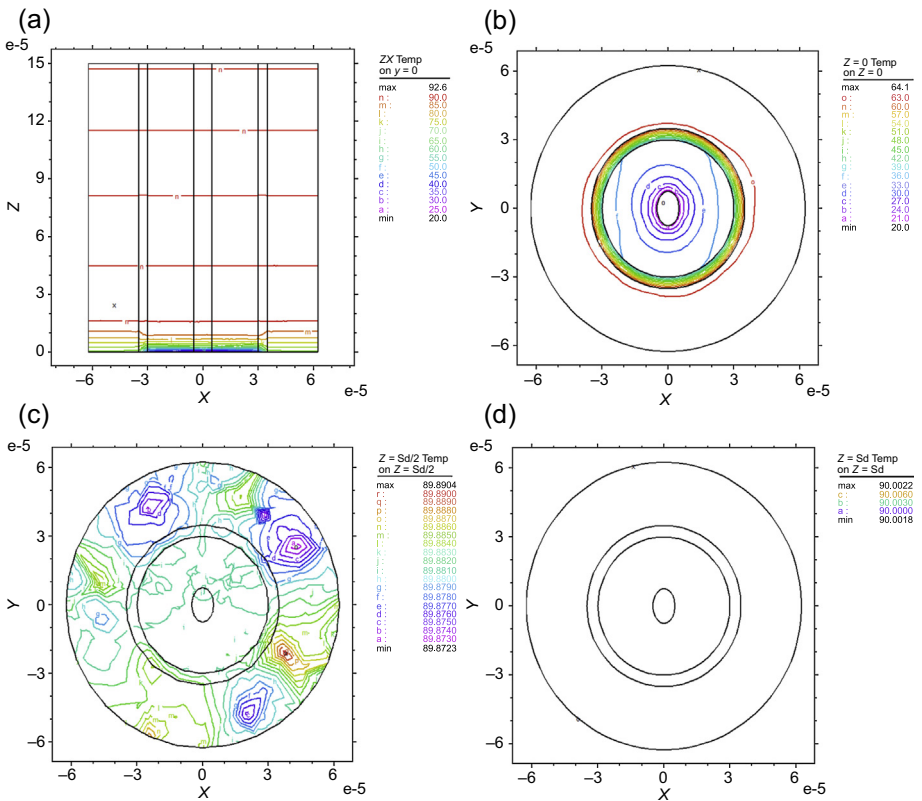 (a)
e-5
15
12
9
6
3
0
Z
−6 −3 0 3 6
X
e-5
ZX Temp
on y = 0
max 92.6
n : 90.0
m : 85.0
l : 80.0
k : 75.0
j : 70.0
i : 65.0
h : 60.0
g : 55.0
f : 50.0
e : 45.0
d : 40.0
c : 35.0
b : 30.0
a : 25.0
min 20.0
(b)
e-5
6
3
0
−3
−6
Y
−6 −3 0 3 6
X
e-5
Z = 0 Temp
on Z = 0
max 64.1
o : 63.0
n : 60.0
m : 57.0
l : 54.0
k : 51.0
j : 48.0
i : 45.0
h : 42.0
g : 39.0
f : 36.0
e : 33.0
d : 30.0
c : 27.0
b : 24.0
a : 21.0
min 20.0
(c)
e-5
6
3
0
−3
−6
Y
−6 −3 0 3 6
X
e-5
Z = Sd/2 Temp
on Z = Sd/2
max 89.8904
r : 89.8900
q : 89.8890
p : 89.8880
o : 89.8870
n : 89.8860
m : 89.8850
l : 89.8840
k : 89.8830
j : 89.8820
i : 89.8810
h : 89.8800
g : 89.8790
f : 89.8780
e : 89.8770
d : 89.8760
c : 89.8750
b : 89.8740
a : 89.8730
min 89.8723
(d)
e-5
6
3
0
−3
−6
Y
−6 −3 0 3 6
X
e-5
Z = Sd Temp
on Z = Sd
max 90.0022
c : 90.0060
b : 90.0030
a : 90.0000
min 90.0018